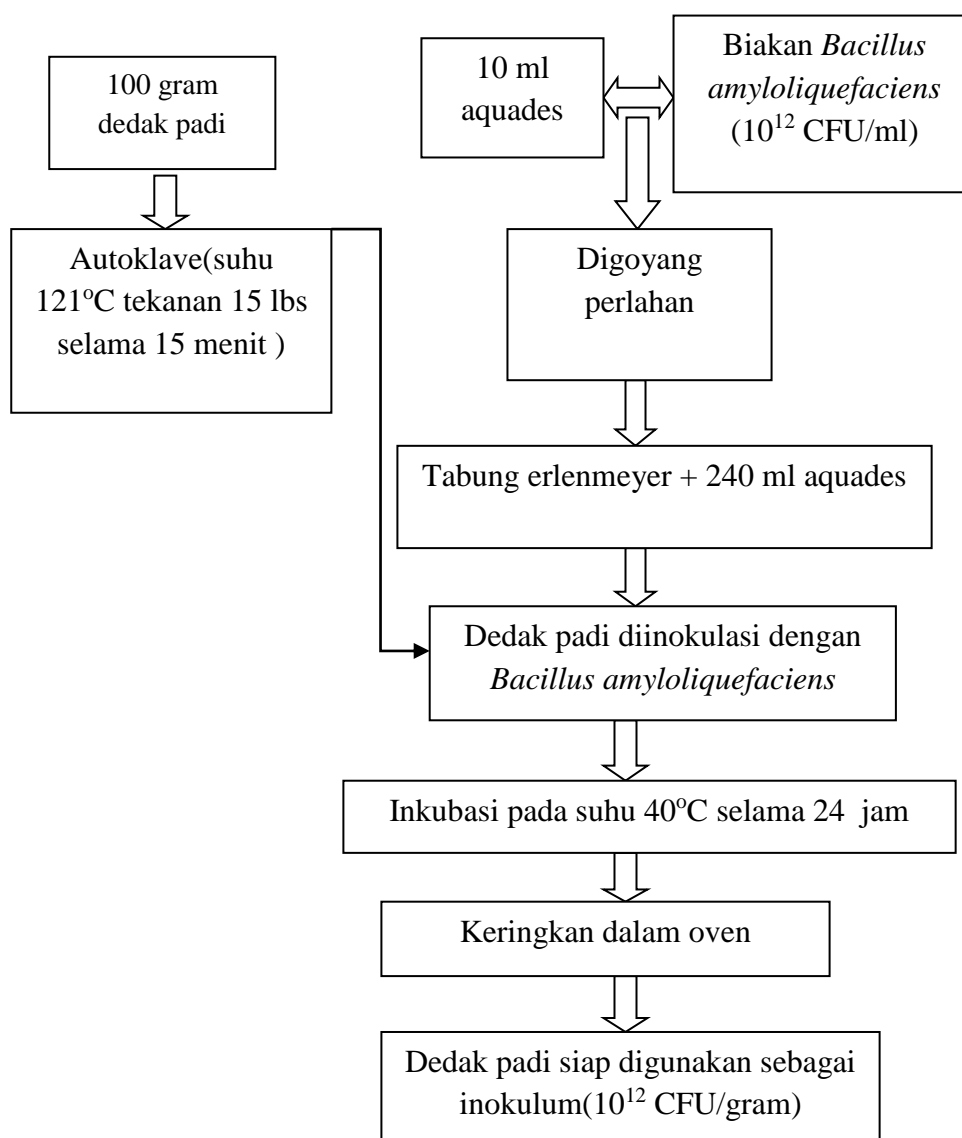 100 gram
dedak padi
Autoklave(suhu
121°C tekanan 15 lbs
selama 15 menit )
10 ml
aquades
Biakan Bacillus
amyloliquefaciens
(10¹² CFU/ml)
Digoyang
perlahan
Tabung erlenmeyer + 240 ml aquades
Dedak padi diinokulasi dengan
Bacillus amyloliquefaciens
Inkubasi pada suhu 40°C selama 24 jam
Keringkan dalam oven
Dedak padi siap digunakan sebagai
inokulum(10¹² CFU/gram)